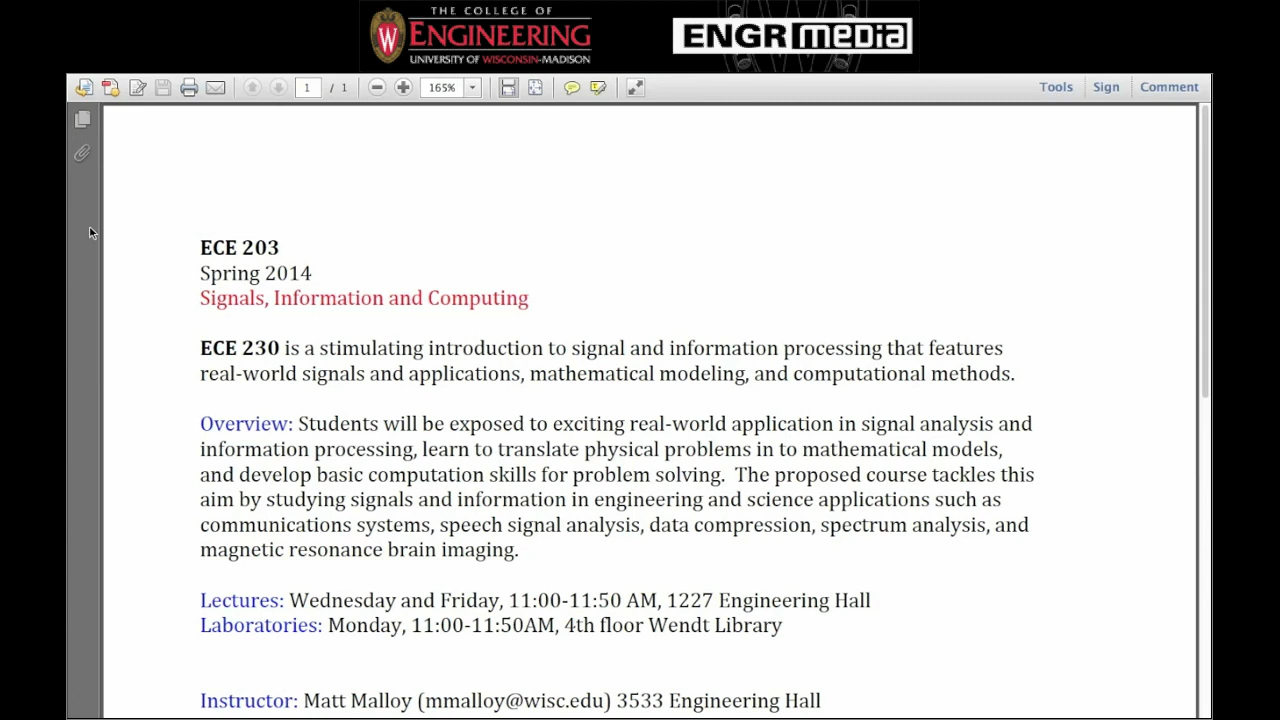 THE COLLEGE OF
ENGINEERING
UNIVERSITY OF WISCONSIN-MADISON
W
ENGRmedia
1 / 1
165%
Tools
Sign
Comment
ECE 203
Spring 2014
Signals, Information and Computing
ECE 230 is a stimulating introduction to signal and information processing that features
real-world signals and applications, mathematical modeling, and computational methods.
Overview: Students will be exposed to exciting real-world application in signal analysis and
information processing, learn to translate physical problems in to mathematical models,
and develop basic computation skills for problem solving.  The proposed course tackles this
aim by studying signals and information in engineering and science applications such as
communications systems, speech signal analysis, data compression, spectrum analysis, and
magnetic resonance brain imaging.
Lectures: Wednesday and Friday, 11:00-11:50 AM, 1227 Engineering Hall
Laboratories: Monday, 11:00-11:50AM, 4th floor Wendt Library
Instructor: Matt Malloy (mmalloy@wisc.edu) 3533 Engineering Hall